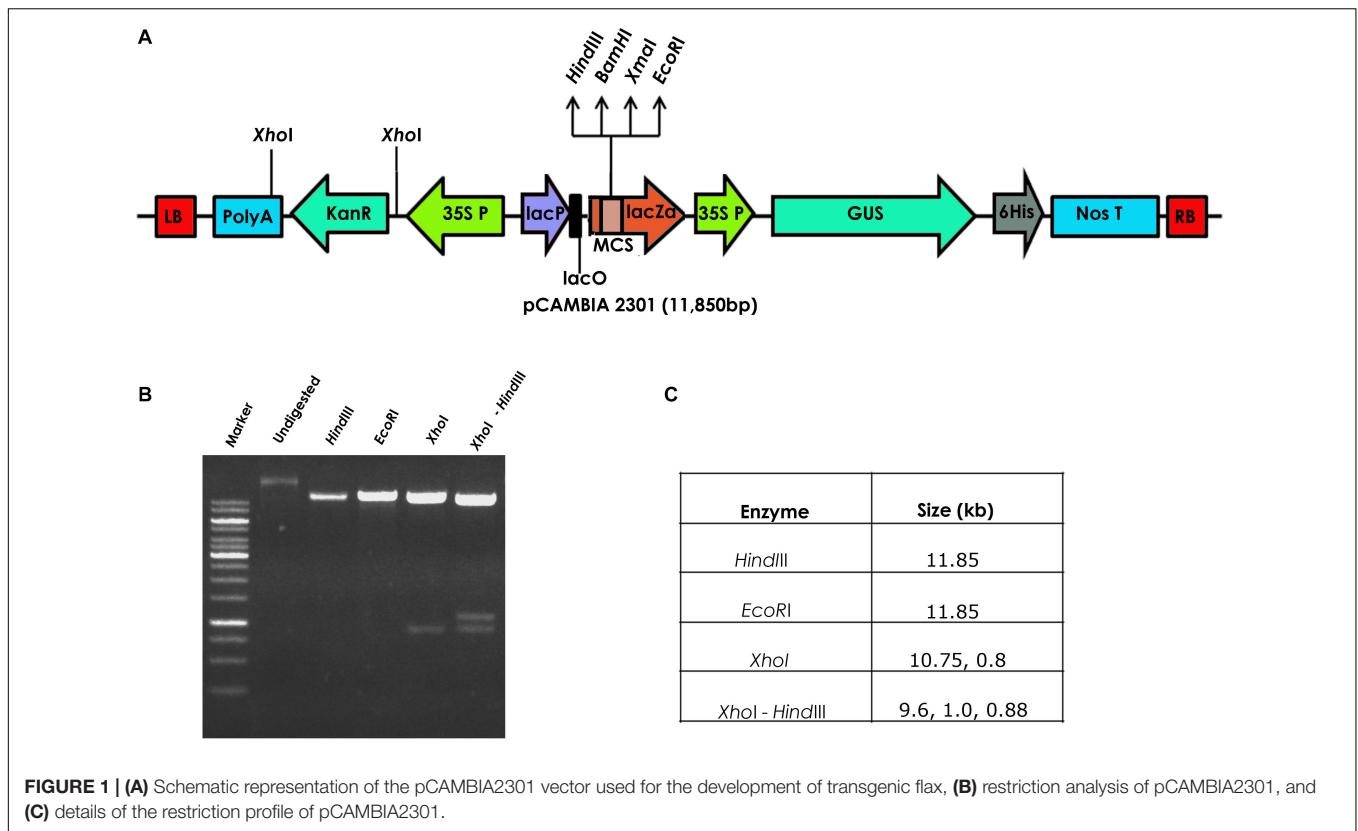 A
HindIII
BamHI
XmaI
EcoRI
XhoI
XhoI
LB
PolyA
KanR
35S P
lacP
lacZa
35S P
GUS
6His
Nos T
RB
MCS
lacO
pCAMBIA 2301 (11,850bp)
B
Marker
Undigested
HindIII
EcoRI
XhoI
XhoI - HindIII
C
Enzyme Size (kb)
HindIII 11.85
EcoRI 11.85
XhoI 10.75, 0.8
XhoI - HindIII 9.6, 1.0, 0.88
FIGURE 1 | (A) Schematic representation of the pCAMBIA2301 vector used for the development of transgenic flax, (B) restriction analysis of pCAMBIA2301, and
(C) details of the restriction profile of pCAMBIA2301.